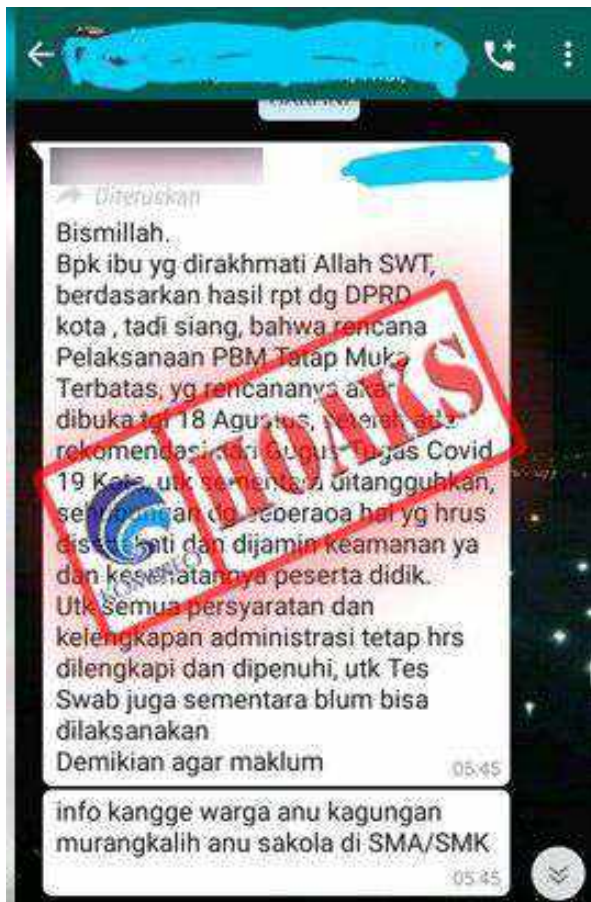 Diteruskan
Bismillah.
Bpk ibu yg dirakhmati Allah SWT,
berdasarkan hasil rpt dg DPRD
kota , tadi siang, bahwa rencana
Pelaksanaan PBM Tatap Muka
Terbatas, yg rencananya akan
dibuka tgl 18 Agustus, setelah ada
rekomendasi dari Gugus Tugas Covid
19 Kota, utk sementara ditangguhkan,
dg beberapa hal yg hrus
dan dijamin keamanan ya
dan kesehatannya peserta didik.
Utk semua persyaratan dan
kelengkapan administrasi tetap hrs
dilengkapi dan dipenuhi, utk Tes
Swab juga sementara blum bisa
dilaksanakan
Demikian agar maklum
05:45
HOAKS
KOMINFO
info kangge warga anu kagungan
murangkalih anu sakola di SMA/SMK
05:45